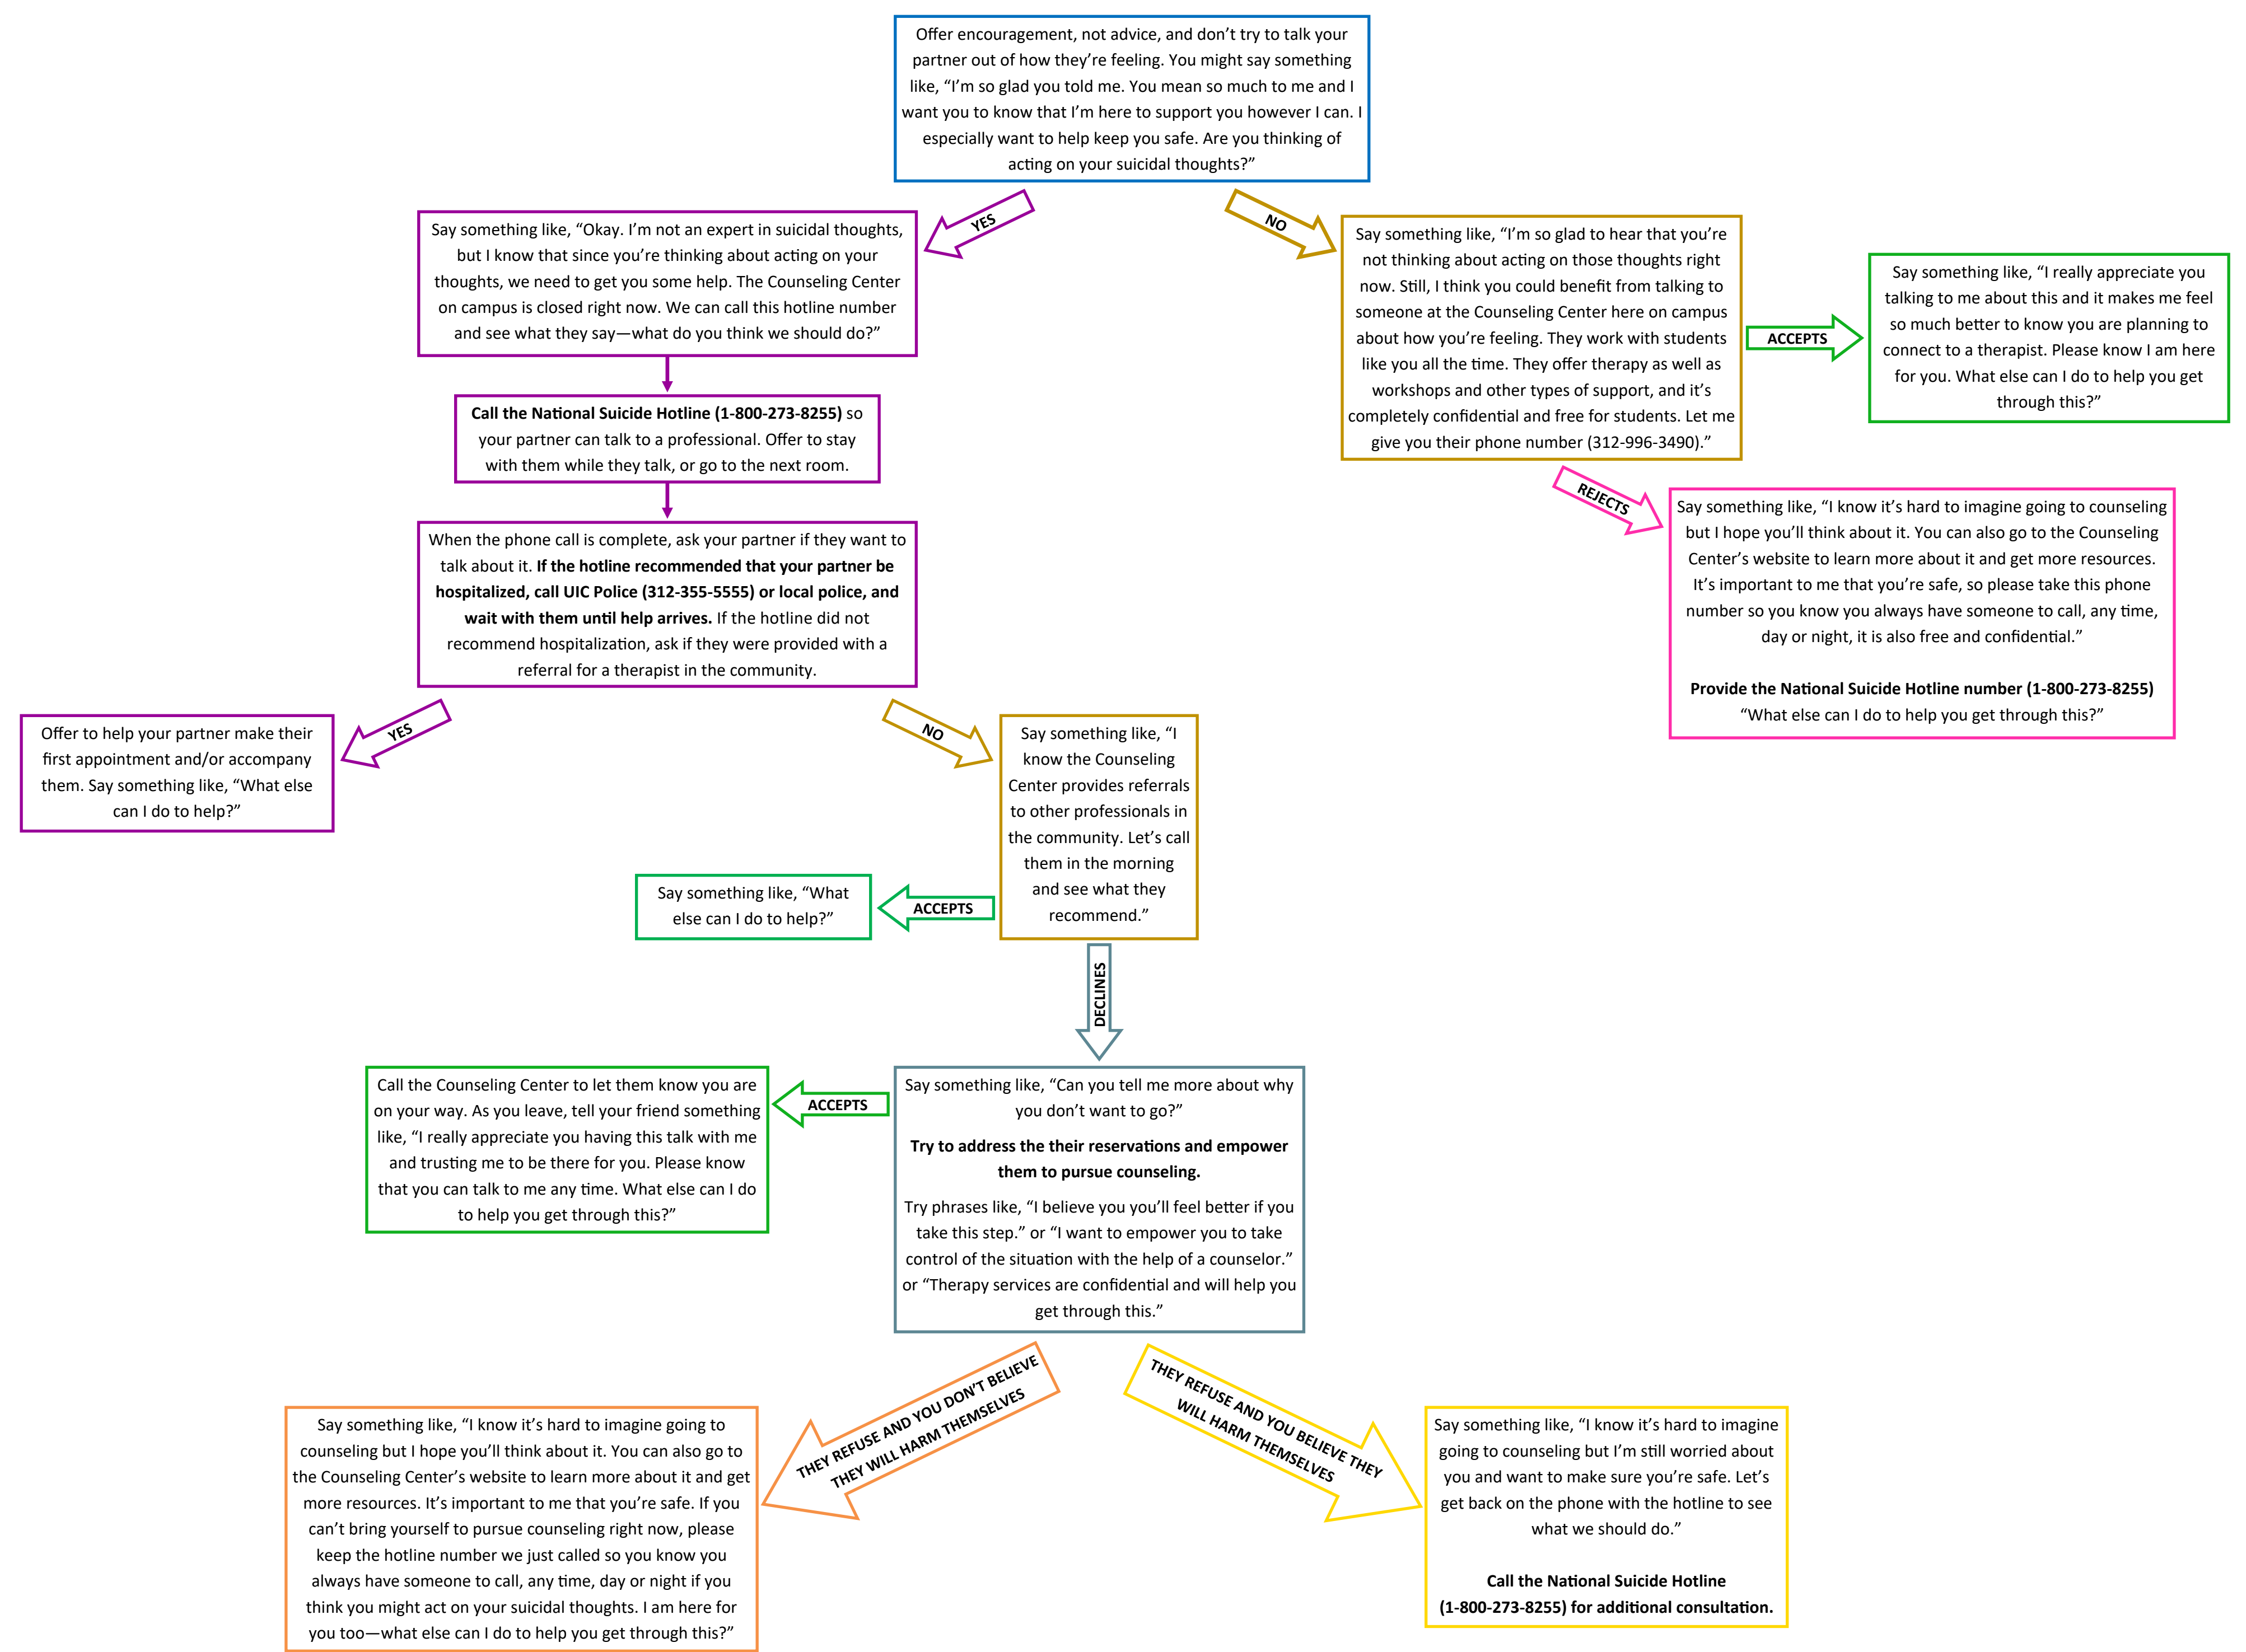 Offer encouragement, not advice, and don’t try to talk your
partner out of how they’re feeling. You might say something
like, “I’m so glad you told me. You mean so much to me and I
want you to know that I’m here to support you however I can. I
especially want to help keep you safe. Are you thinking of
acting on your suicidal thoughts?”
YES
NO
Say something like, “Okay. I’m not an expert in suicidal thoughts,
but I know that since you’re thinking about acting on your
thoughts, we need to get you some help. The Counseling Center
on campus is closed right now. We can call this hotline number
and see what they say—what do you think we should do?”
Say something like, “I’m so glad to hear that you’re
not thinking about acting on those thoughts right
now. Still, I think you could benefit from talking to
someone at the Counseling Center here on campus
about how you’re feeling. They work with students
like you all the time. They offer therapy as well as
workshops and other types of support, and it’s
completely confidential and free for students. Let me
give you their phone number (312-996-3490).”
ACCEPTS
Say something like, “I really appreciate you
talking to me about this and it makes me feel
so much better to know you are planning to
connect to a therapist. Please know I am here
for you. What else can I do to help you get
through this?”
Call the National Suicide Hotline (1-800-273-8255) so
your partner can talk to a professional. Offer to stay
with them while they talk, or go to the next room.
REJECTS
Say something like, “I know it’s hard to imagine going to counseling
but I hope you’ll think about it. You can also go to the Counseling
Center’s website to learn more about it and get more resources.
It’s important to me that you’re safe, so please take this phone
number so you know you always have someone to call, any time,
day or night, it is also free and confidential.”
Provide the National Suicide Hotline number (1-800-273-8255)
“What else can I do to help you get through this?”
When the phone call is complete, ask your partner if they want to
talk about it. If the hotline recommended that your partner be
hospitalized, call UIC Police (312-355-5555) or local police, and
wait with them until help arrives. If the hotline did not
recommend hospitalization, ask if they were provided with a
referral for a therapist in the community.
YES
NO
Offer to help your partner make their
first appointment and/or accompany
them. Say something like, “What else
can I do to help?”
Say something like, “I
know the Counseling
Center provides referrals
to other professionals in
the community. Let’s call
them in the morning
and see what they
recommend.”
ACCEPTS
Say something like, “What
else can I do to help?”
DECLINES
Say something like, “Can you tell me more about why
you don’t want to go?”
Try to address the their reservations and empower
them to pursue counseling.
Try phrases like, “I believe you you’ll feel better if you
take this step.” or “I want to empower you to take
control of the situation with the help of a counselor.”
or “Therapy services are confidential and will help you
get through this.”
ACCEPTS
Call the Counseling Center to let them know you are
on your way. As you leave, tell your friend something
like, “I really appreciate you having this talk with me
and trusting me to be there for you. Please know
that you can talk to me any time. What else can I do
to help you get through this?”
THEY REFUSE AND YOU DON’T BELIEVE
THEY WILL HARM THEMSELVES
THEY REFUSE AND YOU BELIEVE THEY
WILL HARM THEMSELVES
Say something like, “I know it’s hard to imagine going to
counseling but I hope you’ll think about it. You can also go to
the Counseling Center’s website to learn more about it and get
more resources. It’s important to me that you’re safe. If you
can’t bring yourself to pursue counseling right now, please
keep the hotline number we just called so you know you
always have someone to call, any time, day or night if you
think you might act on your suicidal thoughts. I am here for
you too—what else can I do to help you get through this?”
Say something like, “I know it’s hard to imagine
going to counseling but I’m still worried about
you and want to make sure you’re safe. Let’s
get back on the phone with the hotline to see
what we should do.”
Call the National Suicide Hotline
(1-800-273-8255) for additional consultation.